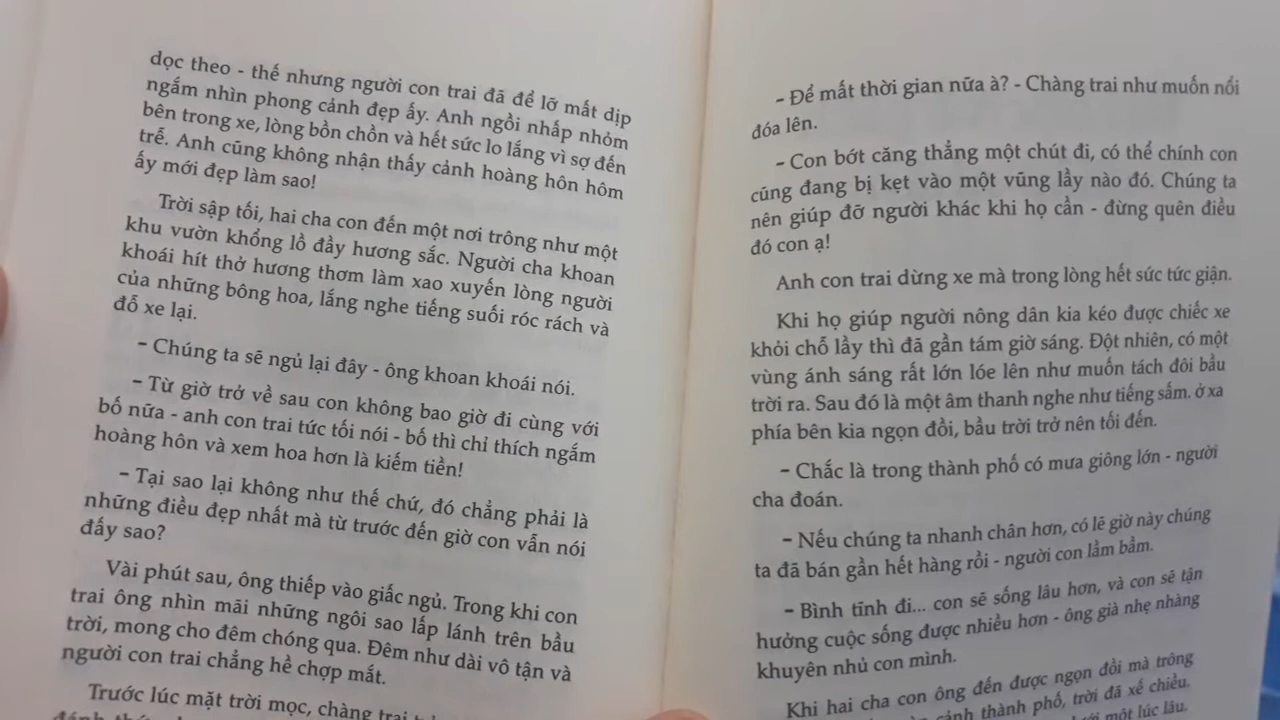 dọc theo - thế nhưng người con trai đã để lỡ mất dịp
ngắm nhìn phong cảnh đẹp ấy. Anh ngồi nhấp nhỏm
bên trong xe, lòng bồn chồn và hết sức lo lắng vì sợ đến
trễ. Anh cũng không nhận thấy cảnh hoàng hôn hôm
ấy mới đẹp làm sao!
Trời sập tối, hai cha con đến một nơi trông như một
khu vườn khổng lồ đầy hương sắc. Người cha khoan
khoái hít thở hương thơm làm xao xuyến lòng người
của những bông hoa, lắng nghe tiếng suối róc rách và
đỗ xe lại.
– Chúng ta sẽ ngủ lại đây - ông khoan khoái nói.
– Từ giờ trở về sau con không bao giờ đi cùng với
bố nữa - anh con trai tức tối nói - bố thì chỉ thích ngắm
hoàng hôn và xem hoa hơn là kiếm tiền!
– Tại sao lại không như thế chứ, đó chẳng phải là
những điều đẹp nhất mà từ trước đến giờ con vẫn nói
đấy sao?
Vài phút sau, ông thiếp vào giấc ngủ. Trong khi con
trai ông nhìn mãi những ngôi sao lấp lánh trên bầu
trời, mong cho đêm chóng qua. Đêm như dài vô tận và
người con trai chẳng hề chợp mắt.
Trước lúc mặt trời mọc, chàng trai
đánh thức
– Để mất thời gian nữa à? - Chàng trai như muốn nổi
đóa lên.
– Con bớt căng thẳng một chút đi, có thể chính con
cũng đang bị kẹt vào một vũng lầy nào đó. Chúng ta
nên giúp đỡ người khác khi họ cần - đừng quên điều
đó con ạ!
Anh con trai dừng xe mà trong lòng hết sức tức giận.
Khi họ giúp người nông dân kia kéo được chiếc xe
khỏi chỗ lầy thì đã gần tám giờ sáng. Đột nhiên, có một
vùng ánh sáng rất lớn lóe lên như muốn tách đôi bầu
trời ra. Sau đó là một âm thanh nghe như tiếng sấm. ở xa
phía bên kia ngọn đồi, bầu trời trở nên tối đến.
– Chắc là trong thành phố có mưa giông lớn - người
cha đoán.
– Nếu chúng ta nhanh chân hơn, có lẽ giờ này chúng
ta đã bán gần hết hàng rồi - người con lầm bầm.
– Bình tĩnh đi... con sẽ sống lâu hơn, và con sẽ tận
hưởng cuộc sống được nhiều hơn - ông già nhẹ nhàng
khuyên nhủ con mình.
Khi hai cha con ông đến được ngọn đồi mà trông
cảnh thành phố, trời đã xế chiều.
một lúc lâu.